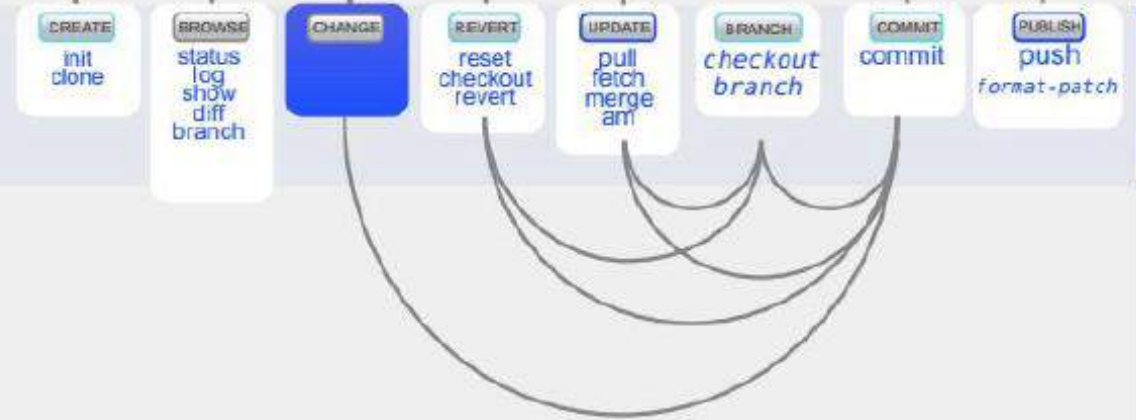 CREATE
init
clone
BROWSE
status
log
show
diff
branch
CHANGE
REVERT
reset
checkout
revert
UPDATE
pull
fetch
merge
am
BRANCH
checkout
branch
COMMIT
commit
PUBLISH
push
format-patch